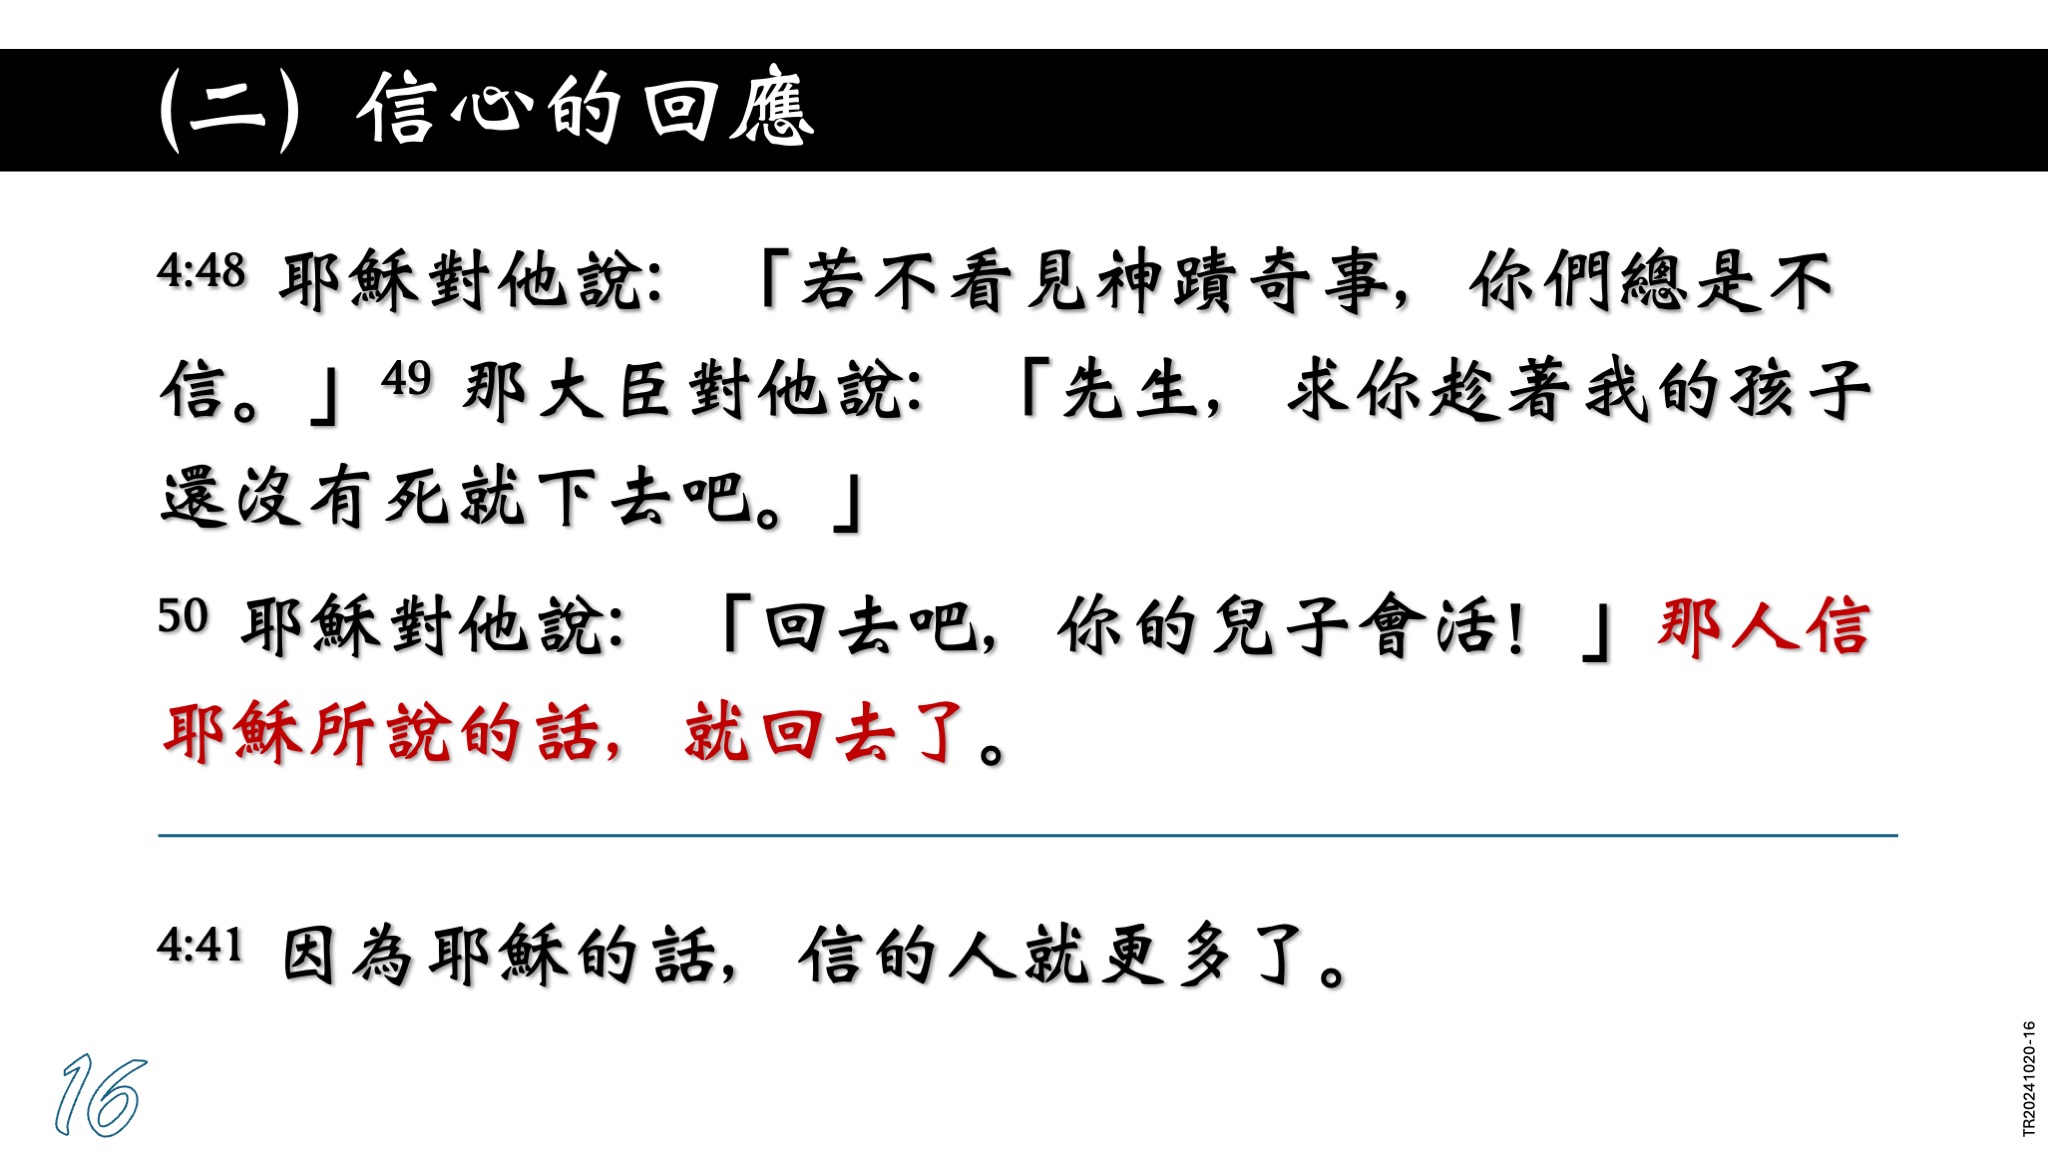 (二) 信心的回應
4:48 耶穌對他說: 「若不看見神蹟奇事, 你們總是不
信。」49 那大臣對他說: 「先生, 求你趁著我的孩子
還沒有死就下去吧。」
50 耶穌對他說: 「回去吧, 你的兒子會活! 」那人信
耶穌所說的話, 就回去了。
4:41 因為耶穌的話, 信的人就更多了。
16
TR20241020-16